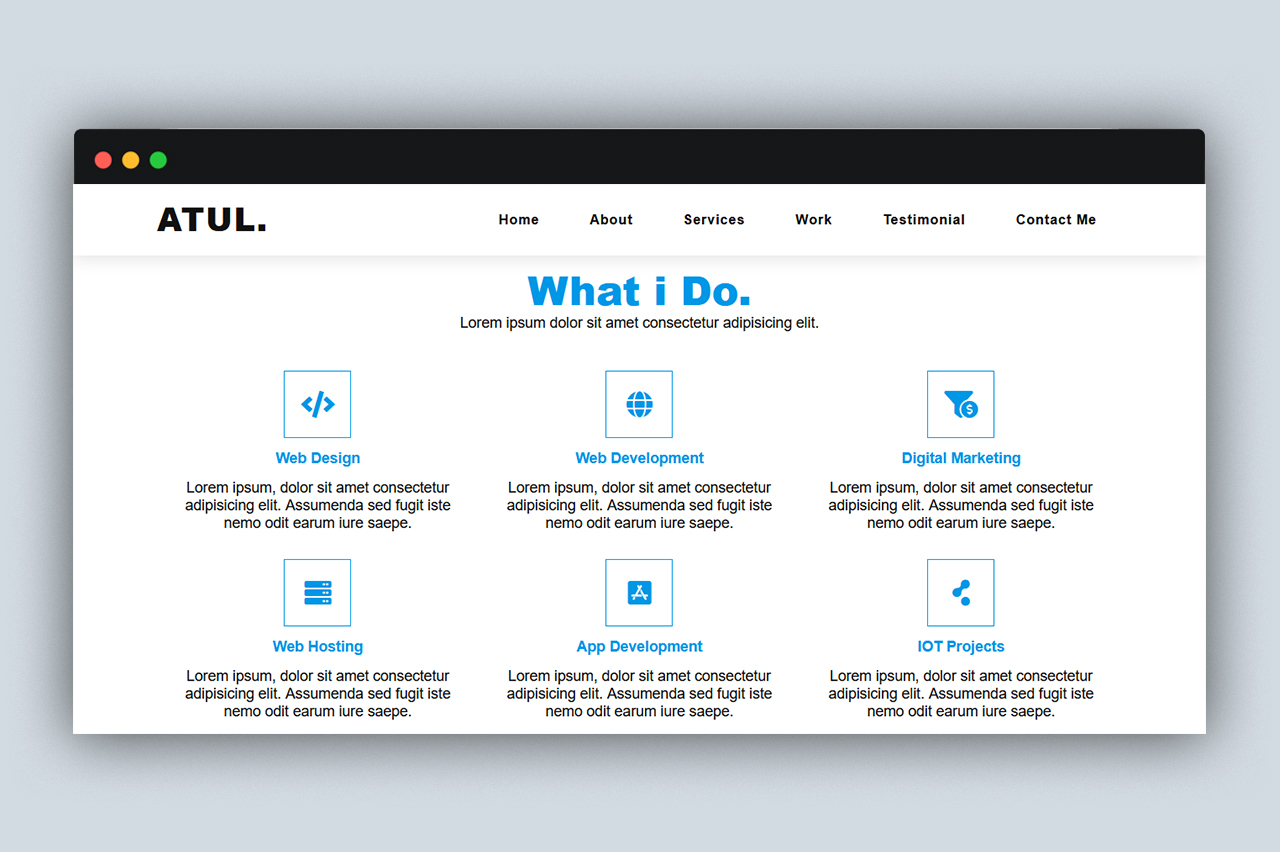 ATUL.
Home About Services Work Testimonial Contact Me
What i Do.
Lorem ipsum dolor sit amet consectetur adipisicing elit.
Web Design
Lorem ipsum, dolor sit amet consectetur
adipisicing elit. Assumenda sed fugit iste
nemo odit earum iure saepe.
Web Development
Lorem ipsum, dolor sit amet consectetur
adipisicing elit. Assumenda sed fugit iste
nemo odit earum iure saepe.
$
Digital Marketing
Lorem ipsum, dolor sit amet consectetur
adipisicing elit. Assumenda sed fugit iste
nemo odit earum iure saepe.
Web Hosting
Lorem ipsum, dolor sit amet consectetur
adipisicing elit. Assumenda sed fugit iste
nemo odit earum iure saepe.
App Development
Lorem ipsum, dolor sit amet consectetur
adipisicing elit. Assumenda sed fugit iste
nemo odit earum iure saepe.
IOT Projects
Lorem ipsum, dolor sit amet consectetur
adipisicing elit. Assumenda sed fugit iste
nemo odit earum iure saepe.